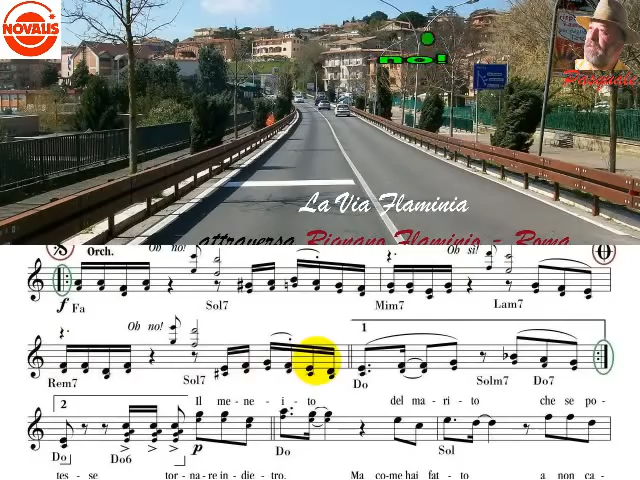 NOVAUS
no!
Pasquale
La Via Flaminia
attraversa Rignano Flaminio - Roma
Orch. Oh no! Oh si!
f Fa Sol7 Mim7 Lam7
Oh no! 1
Rem7 Sol7 Do Solm7 Do7
2 Il me - ne - i - to del ma - ri - to che se po -
Do Do6 p Do Sol
tes - se tor - na - re in - die - tro. Ma co - me hai fat - to a non ca -